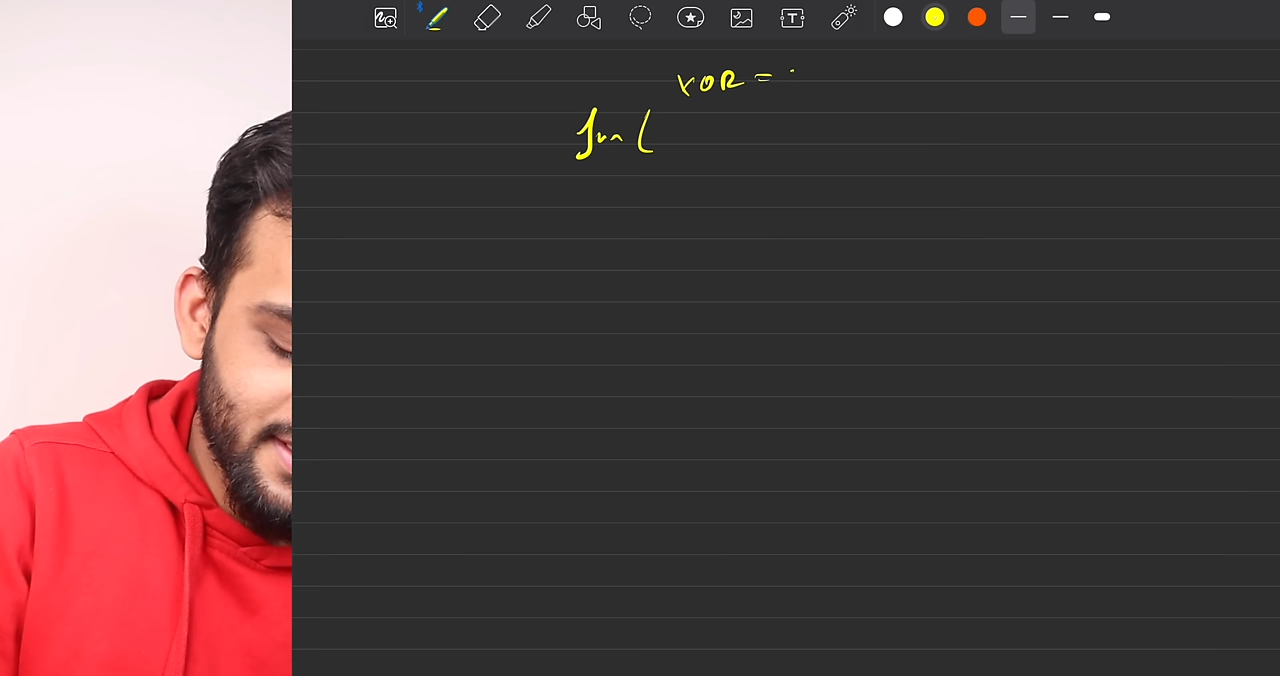 XOR =
fun (